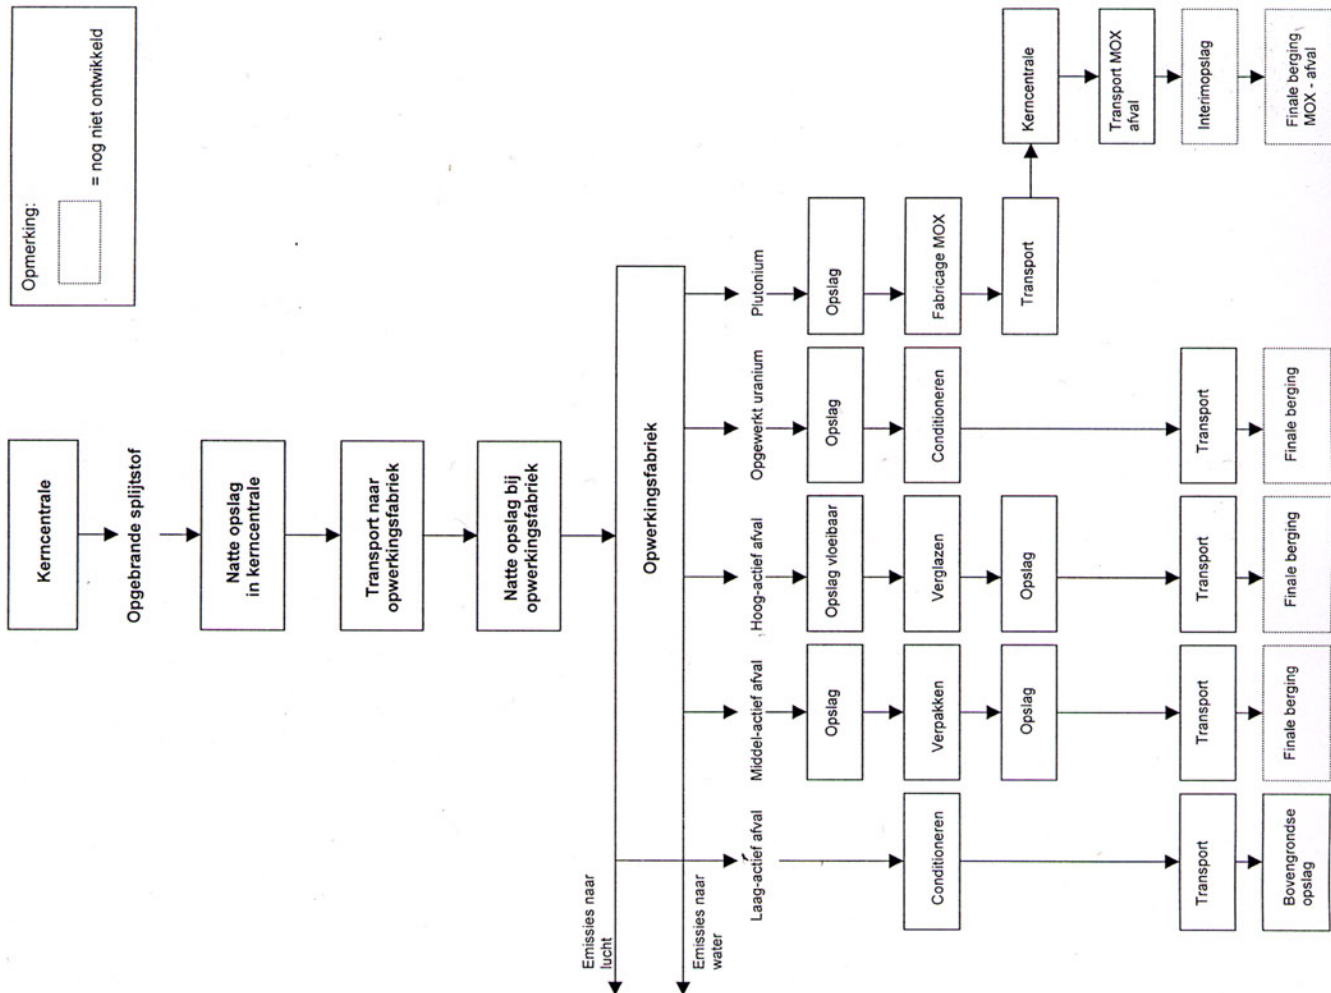 Kerncentrale
Opgebrande splijtstof
Natte opslag
in kerncentrale
Transport naar
opwerkingsfabriek
Natte opslag bij
opwerkingsfabriek
Opmerking:
= nog niet ontwikkeld
Emissies naar
lucht
Opwerkingsfabriek
Emissies naar
water
Laag-actief afval
Middel-actief afval
Hoog-actief afval
Opgewerkt uranium
Plutonium
Opslag
Opslag vloeibaar
Opslag
Opslag
Conditioneren
Verpakken
Verglazen
Conditioneren
Fabricage MOX
Opslag
Opslag
Transport
Kerncentrale
Transport MOX
afval
Transport
Transport
Transport
Transport
Interimopslag
Bovengrondse
opslag
Finale berging
Finale berging
Finale berging
Finale berging
MOX - afval